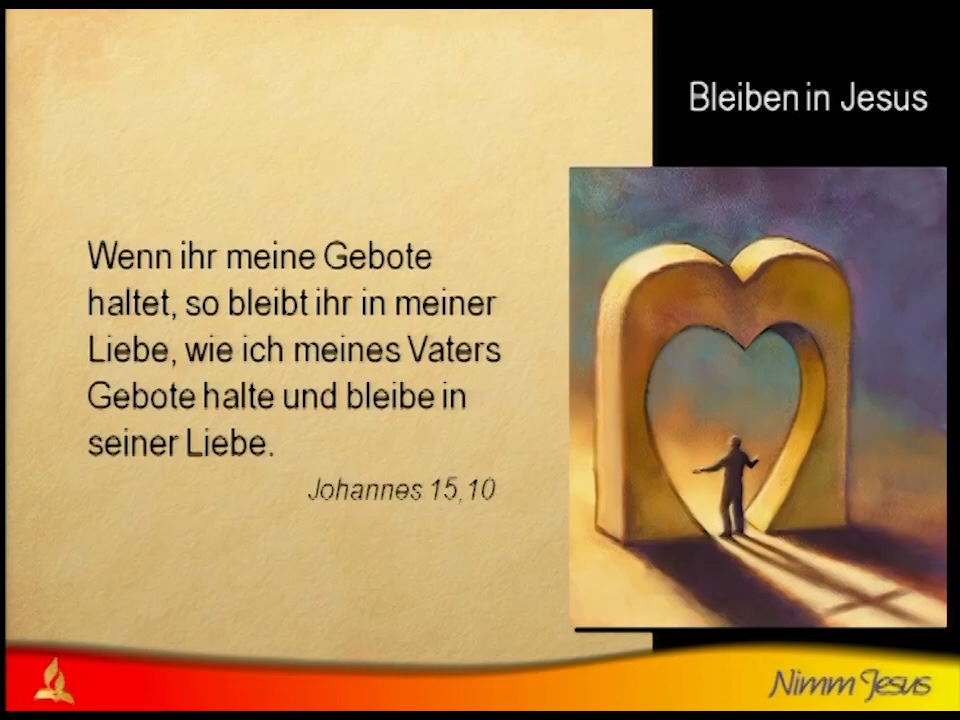 Bleiben in Jesus
Wenn ihr meine Gebote
haltet, so bleibt ihr in meiner
Liebe, wie ich meines Vaters
Gebote halte und bleibe in
seiner Liebe.
Johannes 15,10
Nimm Jesus